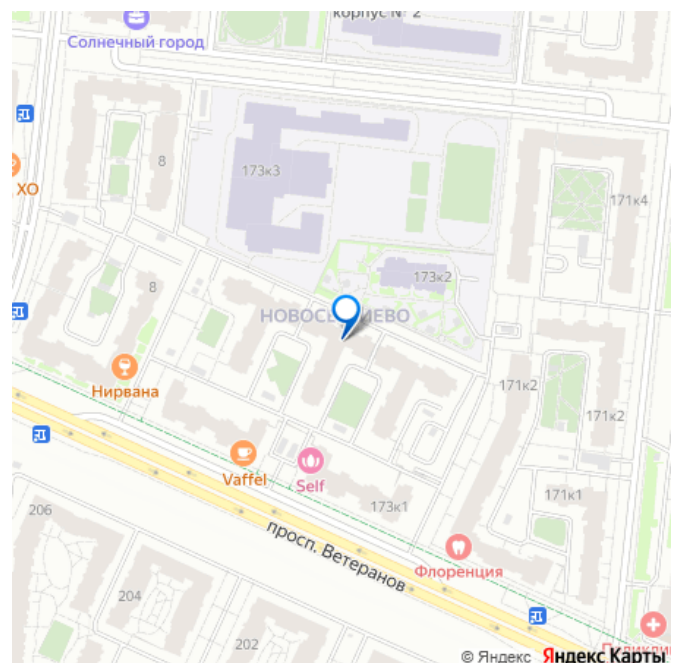 корпус № 2
Солнечный город
8
173к3
ХО
171к4
173к2
8
НОВОСЕРГИЕВО
Нирвана
171к2
171к2
Vaffel
Self
171к1
173к1
206
просп. Ветеранов
Флоренция
204
202
© Яндекс Яндекс Карты